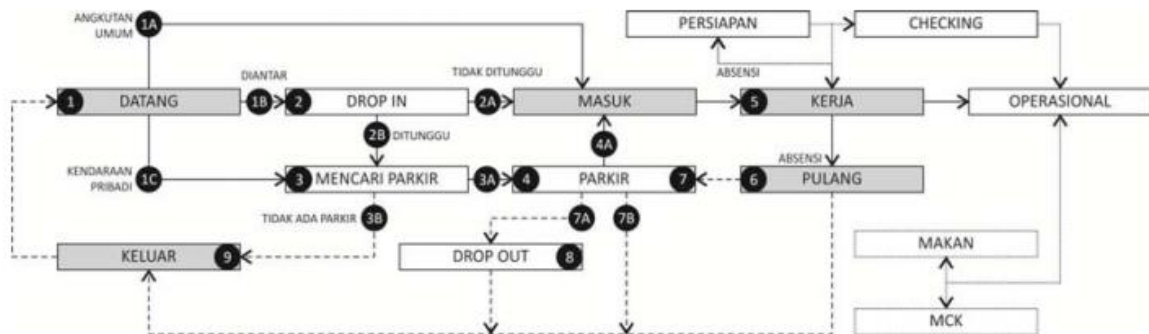 ANGKUTAN
UMUM
1A
PERSIAPAN
CHECKING
ABSENSI
DIANTAR
TIDAK DITUNGGU
1 DATANG
1B
2 DROP IN
2A
MASUK
5 KERJA
OPERASIONAL
2B DITUNGGU
4A
ABSENSI
KENDARAAN
PRIBADI
1C
3 MENCARI PARKIR
3A
4 PARKIR 7
6 PULANG
TIDAK ADA PARKIR
3B
7A
7B
KELUAR 9
DROP OUT 8
MAKAN
MCK